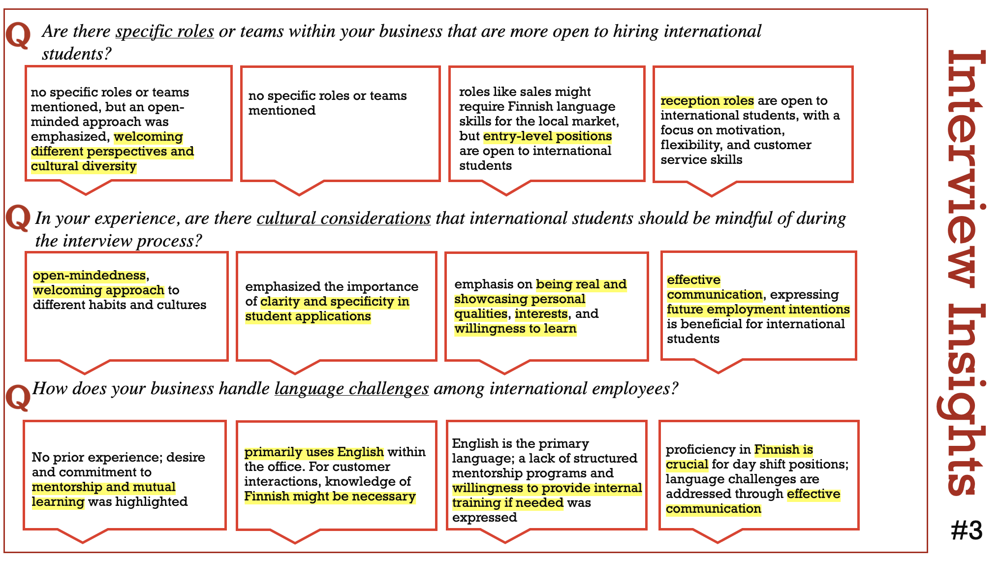 Q Are there specific roles or teams within your business that are more open to hiring international
students?
no specific roles or teams
mentioned, but an open-
minded approach was
emphasized, welcoming
different perspectives and
cultural diversity
no specific roles or teams
mentioned
roles like sales might
require Finnish language
skills for the local market,
but entry-level positions
are open to international
students
reception roles are open to
international students, with a
focus on motivation,
flexibility, and customer
service skills
Q In your experience, are there cultural considerations that international students should be mindful of during
the interview process?
open-mindedness,
welcoming approach to
different habits and cultures
emphasized the importance
of clarity and specificity in
student applications
emphasis on being real and
showcasing personal
qualities, interests, and
willingness to learn
effective
communication, expressing
future employment intentions
is beneficial for international
students
Q How does your business handle language challenges among international employees?
No prior experience; desire
and commitment to
mentorship and mutual
learning was highlighted
primarily uses English within
the office. For customer
interactions, knowledge of
Finnish might be necessary
English is the primary
language; a lack of structured
mentorship programs and
willingness to provide internal
training if needed was
expressed
proficiency in Finnish is
crucial for day shift positions;
language challenges are
addressed through effective
communication
Interview Insights
#3